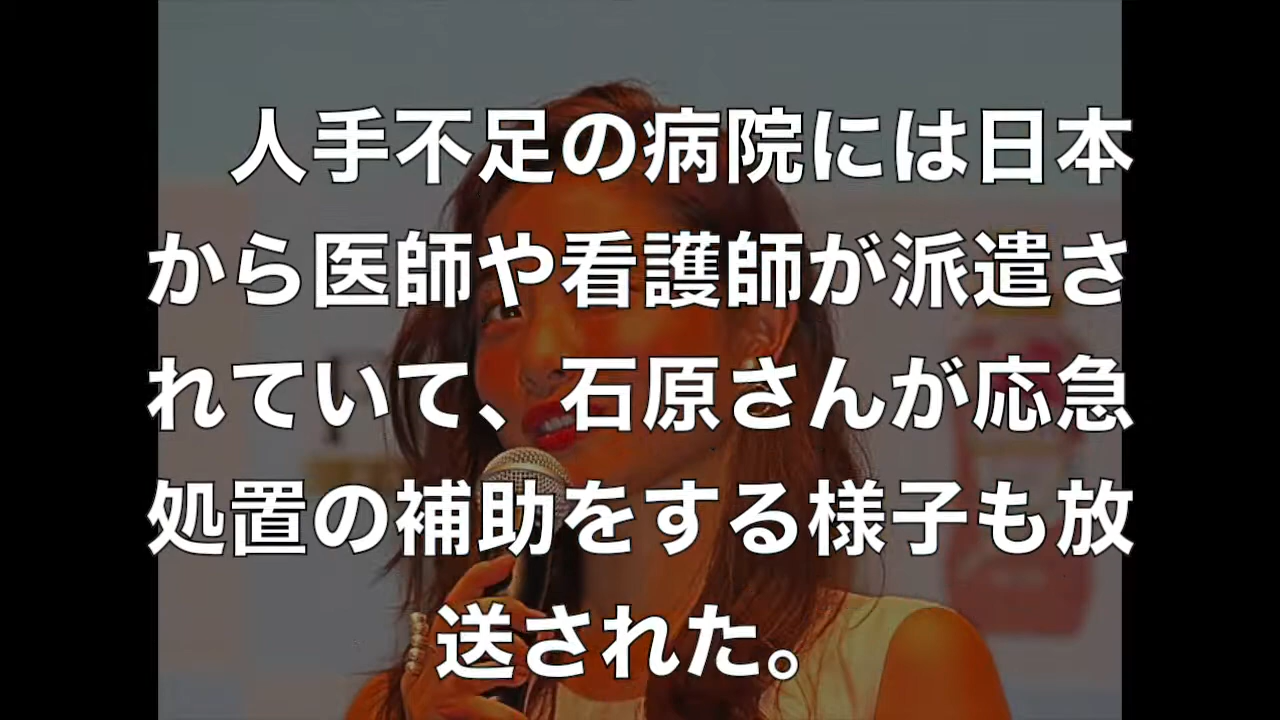 人手不足の病院には日本
から医師や看護師が派遣さ
れていて、石原さんが応急
処置の補助をする様子も放
送された。